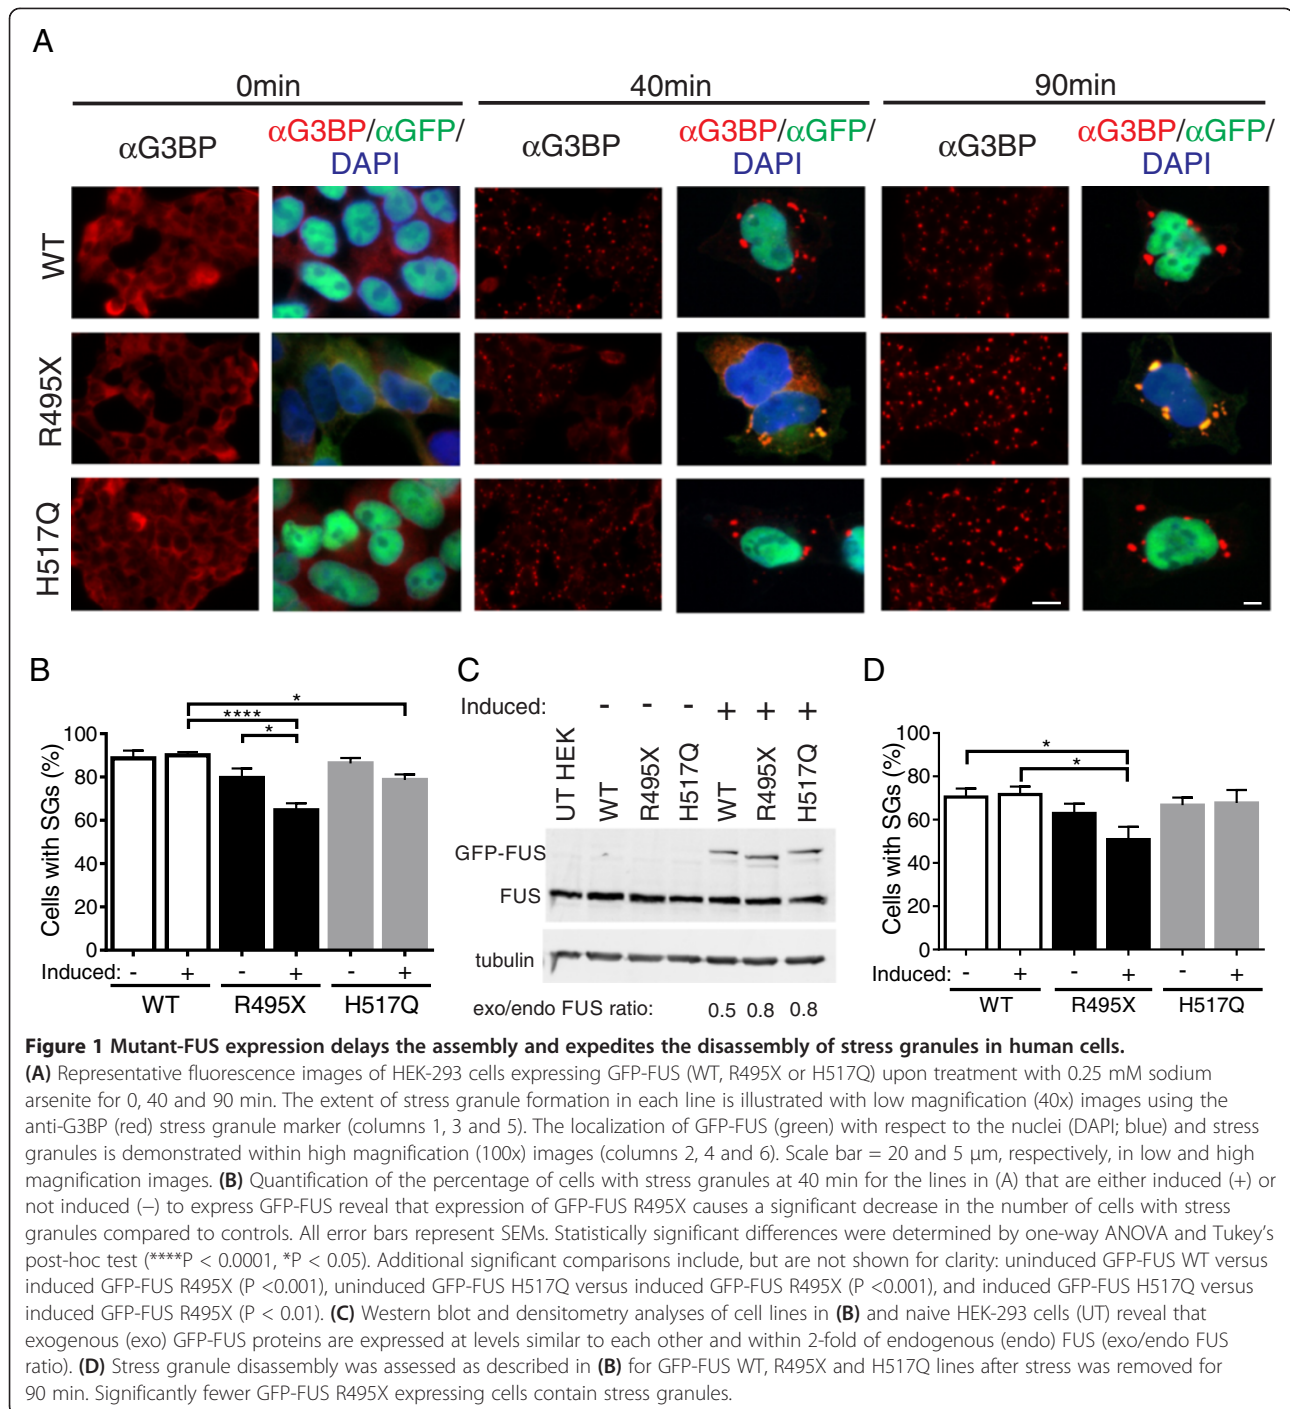 A
0min 40min 90min
αG3BP αG3BP/αGFP/ αG3BP αG3BP/αGFP/ αG3BP αG3BP/αGFP/
DAPI DAPI DAPI
WT
R495X
H517Q
B
Cells with SGs (%)
100
80
60
40
20
0
* **** *
Induced: - + - + - +
WT R495X H517Q
C
Induced: - - - + + +
UT HEK WT R495X H517Q WT R495X H517Q
GFP-FUS
FUS
tubulin
exo/endo FUS ratio: 0.5 0.8 0.8
D
Cells with SGs (%)
100
80
60
40
20
0
* *
Induced: - + - + - +
WT R495X H517Q
Figure 1 Mutant-FUS expression delays the assembly and expedites the disassembly of stress granules in human cells.
(A) Representative fluorescence images of HEK-293 cells expressing GFP-FUS (WT, R495X or H517Q) upon treatment with 0.25 mM sodium
arsenite for 0, 40 and 90 min. The extent of stress granule formation in each line is illustrated with low magnification (40x) images using the
anti-G3BP (red) stress granule marker (columns 1, 3 and 5). The localization of GFP-FUS (green) with respect to the nuclei (DAPI; blue) and stress
granules is demonstrated within high magnification (100x) images (columns 2, 4 and 6). Scale bar = 20 and 5 μm, respectively, in low and high
magnification images. (B) Quantification of the percentage of cells with stress granules at 40 min for the lines in (A) that are either induced (+) or
not induced (−) to express GFP-FUS reveal that expression of GFP-FUS R495X causes a significant decrease in the number of cells with stress
granules compared to controls. All error bars represent SEMs. Statistically significant differences were determined by one-way ANOVA and Tukey's
post-hoc test (****P < 0.0001, *P < 0.05). Additional significant comparisons include, but are not shown for clarity: uninduced GFP-FUS WT versus
induced GFP-FUS R495X (P <0.001), uninduced GFP-FUS H517Q versus induced GFP-FUS R495X (P <0.001), and induced GFP-FUS H517Q versus
induced GFP-FUS R495X (P < 0.01). (C) Western blot and densitometry analyses of cell lines in (B) and naive HEK-293 cells (UT) reveal that
exogenous (exo) GFP-FUS proteins are expressed at levels similar to each other and within 2-fold of endogenous (endo) FUS (exo/endo FUS
ratio). (D) Stress granule disassembly was assessed as described in (B) for GFP-FUS WT, R495X and H517Q lines after stress was removed for
90 min. Significantly fewer GFP-FUS R495X expressing cells contain stress granules.